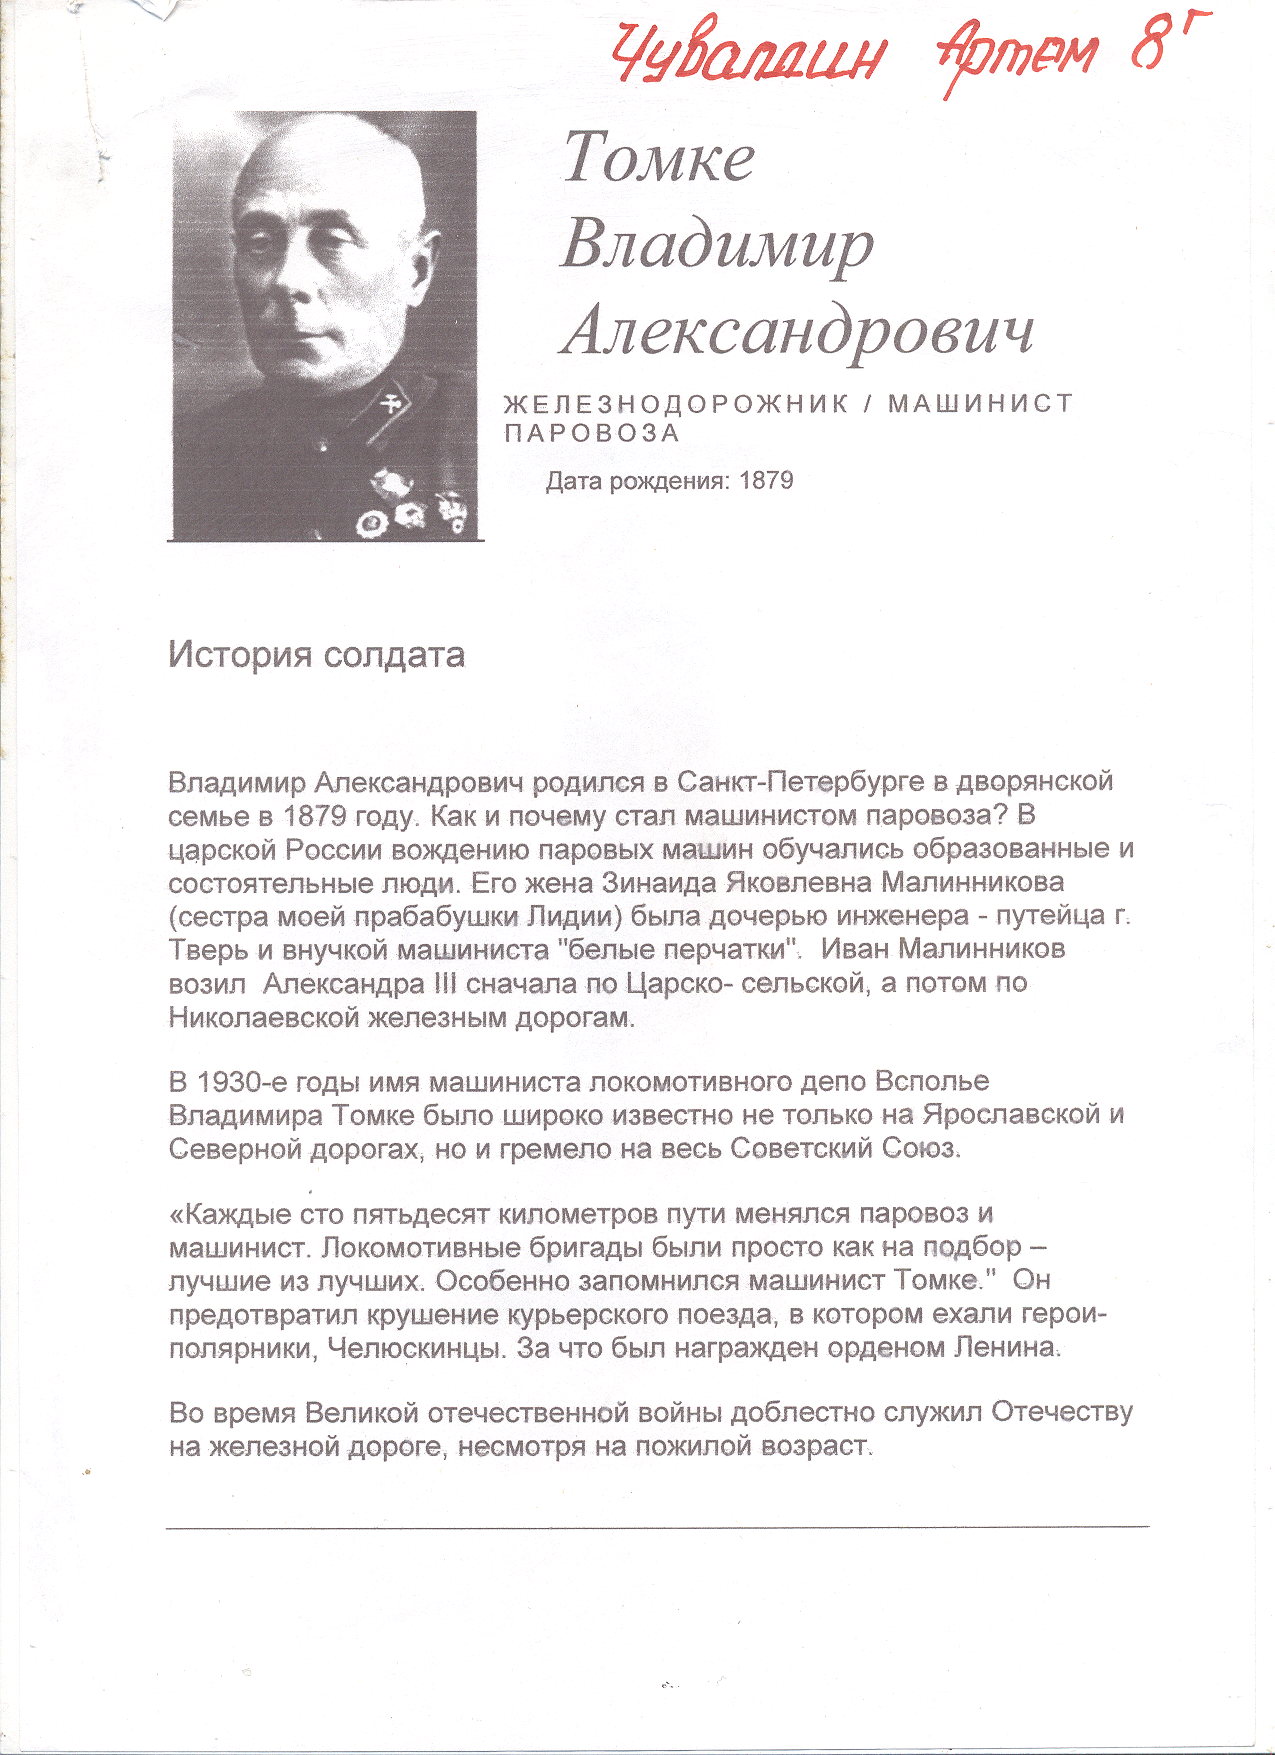 Чувалдин Артем 8г
Томке
Владимир
Александрович
ЖЕЛЕЗНОДОРОЖНИК / МАШИНИСТ
ПАРОВОЗА
Дата рождения: 1879
История солдата
Владимир Александрович родился в Санкт-Петербурге в дворянской
семье в 1879 году. Как и почему стал машинистом паровоза? В
царской России вождению паровых машин обучались образованные и
состоятельные люди. Его жена Зинаида Яковлевна Малинникова
(сестра моей прабабушки Лидии) была дочерью инженера - путейца г.
Тверь и внучкой машиниста "белые перчатки".  Иван Малинников
возил  Александра III сначала по Царско- сельской, а потом по
Николаевской железным дорогам.
В 1930-е годы имя машиниста локомотивного депо Всполье
Владимира Томке было широко известно не только на Ярославской и
Северной дорогах, но и гремело на весь Советский Союз.
«Каждые сто пятьдесят километров пути менялся паровоз и
машинист. Локомотивные бригады были просто как на подбор –
лучшие из лучших. Особенно запомнился машинист Томке."  Он
предотвратил крушение курьерского поезда, в котором ехали герои-
полярники, Челюскинцы. За что был награжден орденом Ленина.
Во время Великой отечественной войны доблестно служил Отечеству
на железной дороге, несмотря на пожилой возраст.